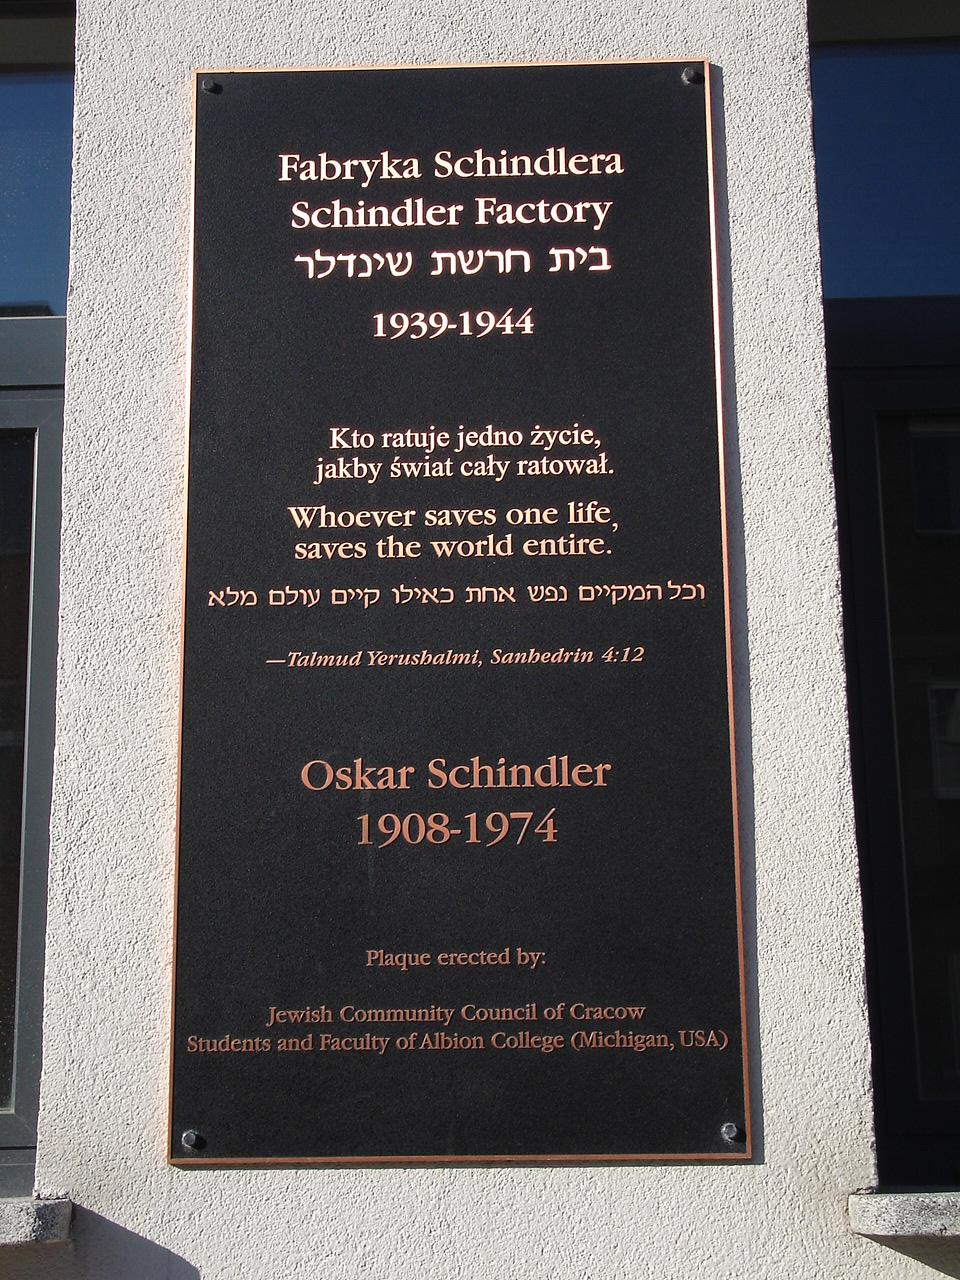 Fabryka Schindlera
Schindler Factory
בית חרשת שינדלר
1939-1944
Kto ratuje jedno życie,
jakby świat cały ratował.
Whoever saves one life,
saves the world entire.
וכל המקיים נפש אחת כאילו קיים עולם מלא
—Talmud Yerushalmi, Sanhedrin 4:12
Oskar Schindler
1908-1974
Plaque erected by:
Jewish Community Council of Cracow
Students and Faculty of Albion College (Michigan, USA)